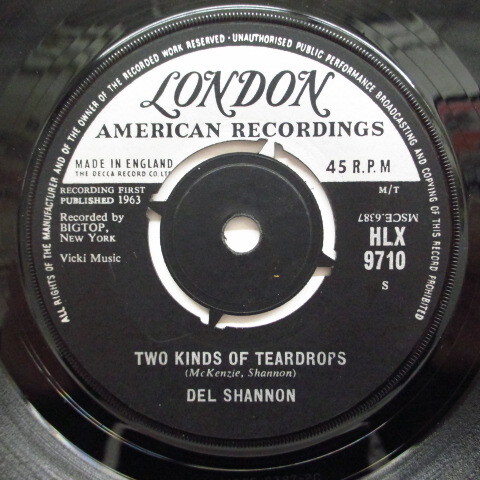 ALL RIGHTS OF THE MANUFACTURER AND OF THE OWNER OF THE RECORDED WORK RESERVED · UNAUTHORISED PUBLIC PERFORMANCE BROADCASTING AND COPYING OF THIS RECORD PROHIBITED
LONDON
AMERICAN RECORDINGS
MADE IN ENGLAND
THE DECCA RECORD CO. LTD
45 R.P.M
RECORDING FIRST
PUBLISHED 1963
M/T
Recorded by
BIGTOP,
New York
MSCE.6387
HLX
9710
Vicki Music
S
TWO KINDS OF TEARDROPS
(McKenzie, Shannon)
DEL SHANNON